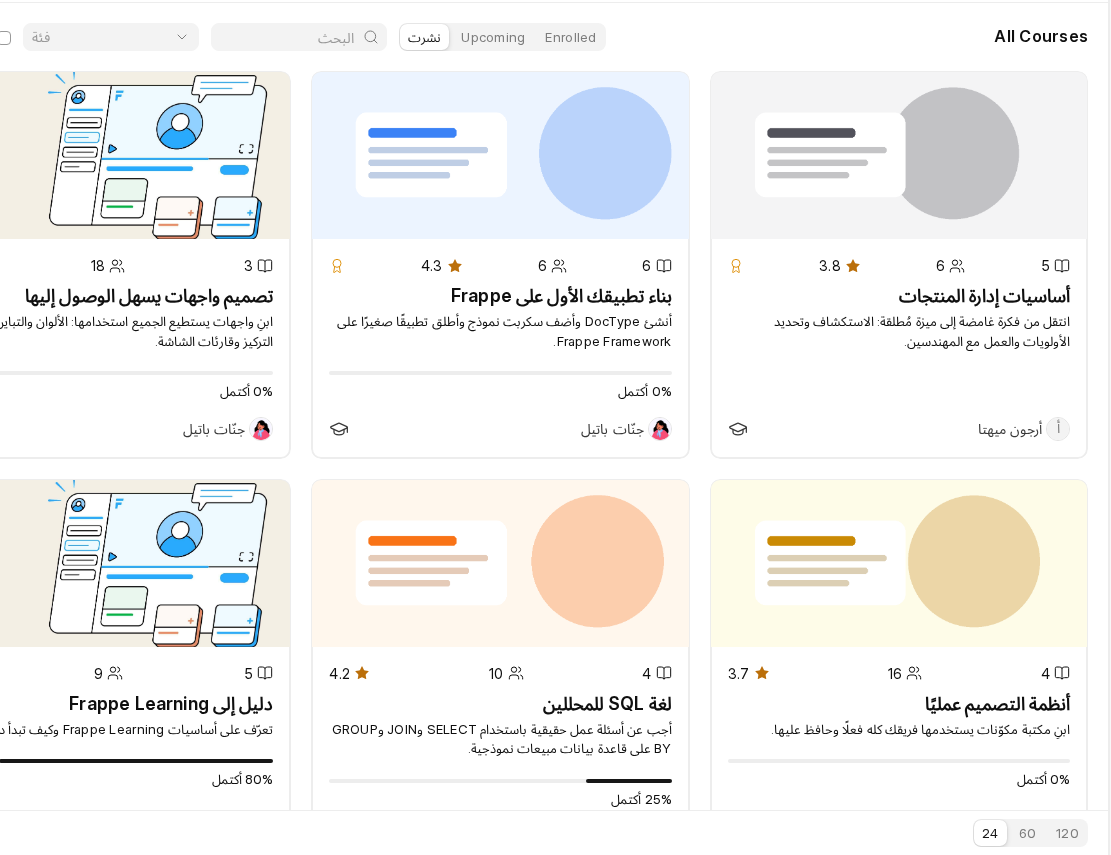 All Courses
Enrolled
Upcoming
نشرت
البحث
فئة
5
6
3.8
أساسيات إدارة المنتجات
انتقل من فكرة غامضة إلى ميزة مُطلقة: الاستكشاف وتحديد
الأولويات والعمل مع المهندسين.
أ
أرجون ميهتا
6
6
4.3
بناء تطبيقك الأول على Frappe
أنشئ DocType وأضف سكربت نموذج وأطلق تطبيقًا صغيرًا على
Frappe Framework.
0% أكتمل
جنّات باتيل
3
18
تصميم واجهات يسهل الوصول إليها
ابنِ واجهات يستطيع الجميع استخدامها: الألوان والتباين
التركيز وقارئات الشاشة.
0% أكتمل
جنّات باتيل
4
16
3.7
أنظمة التصميم عمليًا
ابنِ مكتبة مكوّنات يستخدمها فريقك كله فعلًا وحافظ عليها.
0% أكتمل
4
10
4.2
لغة SQL للمحللين
أجب عن أسئلة عمل حقيقية باستخدام SELECT وJOIN وGROUP
BY على قاعدة بيانات مبيعات نموذجية.
25% أكتمل
5
9
دليل إلى Frappe Learning
تعرّف على أساسيات Frappe Learning وكيف تبدأ
80% أكتمل
24
60
120